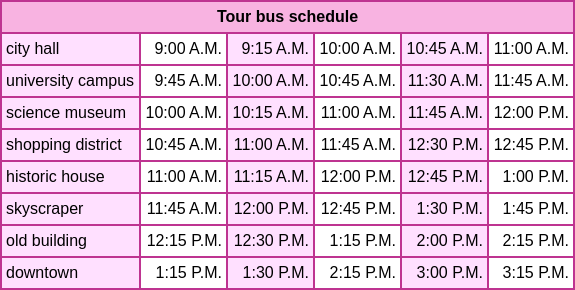 Tour bus schedule
city hall 9:00 A.M. 9:15 A.M. 10:00 A.M. 10:45 A.M. 11:00 A.M.
university campus 9:45 A.M. 10:00 A.M. 10:45 A.M. 11:30 A.M. 11:45 A.M.
science museum 10:00 A.M. 10:15 A.M. 11:00 A.M. 11:45 A.M. 12:00 P.M.
shopping district 10:45 A.M. 11:00 A.M. 11:45 A.M. 12:30 P.M. 12:45 P.M.
historic house 11:00 A.M. 11:15 A.M. 12:00 P.M. 12:45 P.M. 1:00 P.M.
skyscraper 11:45 A.M. 12:00 P.M. 12:45 P.M. 1:30 P.M. 1:45 P.M.
old building 12:15 P.M. 12:30 P.M. 1:15 P.M. 2:00 P.M. 2:15 P.M.
downtown 1:15 P.M. 1:30 P.M. 2:15 P.M. 3:00 P.M. 3:15 P.M.